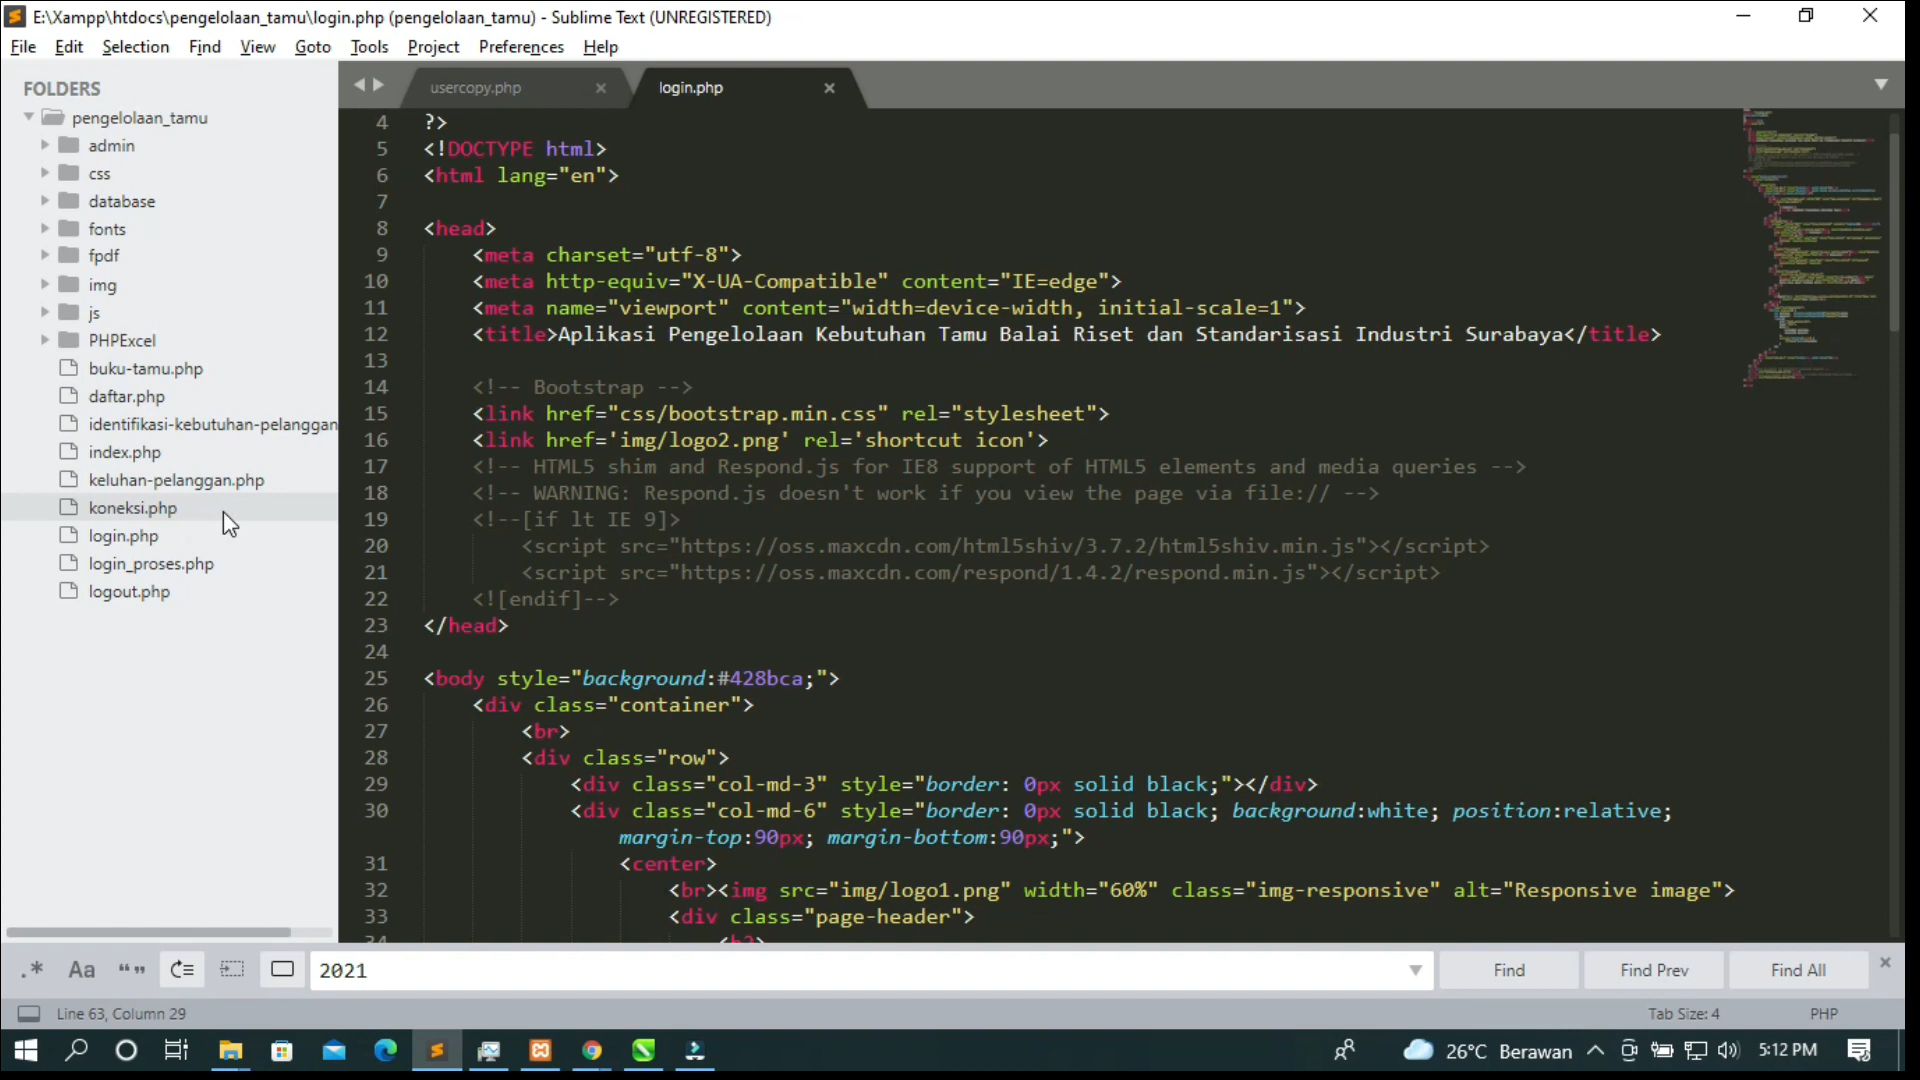 E:\Xampp\htdocs\pengelolaan_tamu\login.php (pengelolaan_tamu) - Sublime Text (UNREGISTERED)
File Edit Selection Find View Goto Tools Project Preferences Help
FOLDERS
pengelolaan_tamu
admin
css
database
fonts
fpdf
img
js
PHPExcel
buku-tamu.php
daftar.php
identifikasi-kebutuhan-pelanggan
index.php
keluhan-pelanggan.php
koneksi.php
login.php
login_proses.php
logout.php
usercopy.php
login.php
4 ?>
5 <!DOCTYPE html>
6 <html lang="en">
7
8 <head>
9 <meta charset="utf-8">
10 <meta http-equiv="X-UA-Compatible" content="IE=edge">
11 <meta name="viewport" content="width=device-width, initial-scale=1">
12 <title>Aplikasi Pengelolaan Kebutuhan Tamu Balai Riset dan Standarisasi Industri Surabaya</title>
13
14 <!-- Bootstrap -->
15 <link href="css/bootstrap.min.css" rel="stylesheet">
16 <link href='img/logo2.png' rel='shortcut icon'>
17 <!-- HTML5 shim and Respond.js for IE8 support of HTML5 elements and media queries -->
18 <!-- WARNING: Respond.js doesn't work if you view the page via file:// -->
19 <!--[if lt IE 9]>
20 <script src="https://oss.maxcdn.com/html5shiv/3.7.2/html5shiv.min.js"></script>
21 <script src="https://oss.maxcdn.com/respond/1.4.2/respond.min.js"></script>
22 <![endif]-->
23 </head>
24
25 <body style="background:#428bca;">
26 <div class="container">
27 <br>
28 <div class="row">
29 <div class="col-md-3" style="border: 0px solid black;"></div>
30 <div class="col-md-6" style="border: 0px solid black; background:white; position:relative;
margin-top:90px; margin-bottom:90px;">
31 <center>
32 <br><img src="img/logo1.png" width="60%" class="img-responsive" alt="Responsive image">
33 <div class="page-header">
34 <h2>
.* Aa “” 2021 Find Find Prev Find All
Line 63, Column 29 Tab Size: 4 PHP
26°C Berawan 5:12 PM